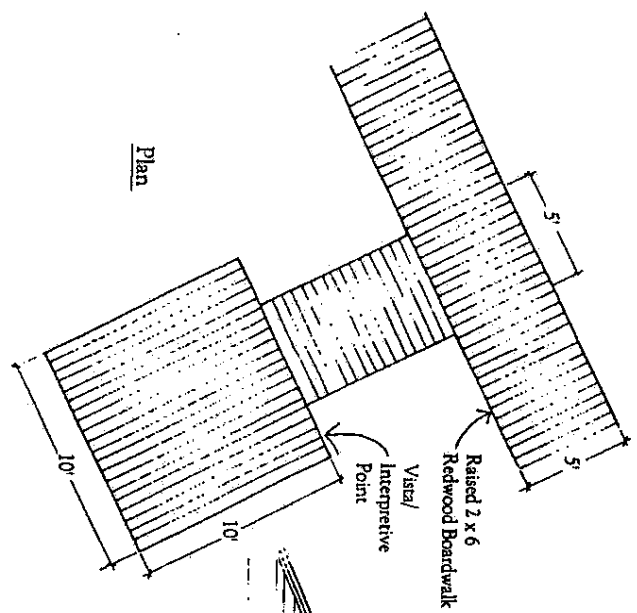 Plan
5'
5'
Raised 2 x 6
Redwood Boardwalk
Vista/
Interpretive
Point
10'
10'